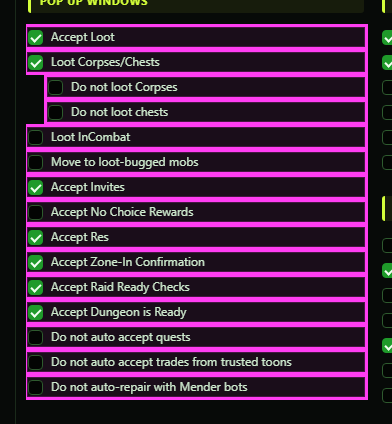 POP UP WINDOWS
Accept Loot
Loot Corpses/Chests
Do not loot Corpses
Do not loot chests
Loot InCombat
Move to loot-bugged mobs
Accept Invites
Accept No Choice Rewards
Accept Res
Accept Zone-In Confirmation
Accept Raid Ready Checks
Accept Dungeon is Ready
Do not auto accept quests
Do not auto accept trades from trusted toons
Do not auto-repair with Mender bots